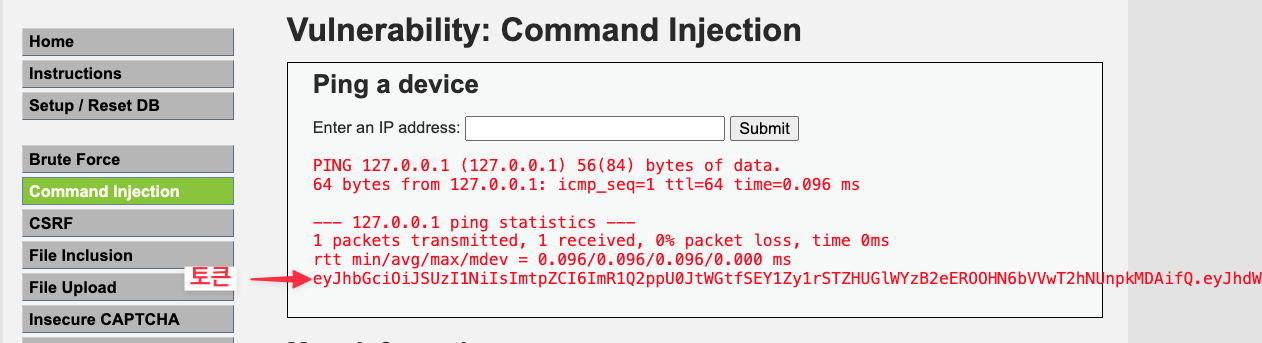 Home
Instructions
Setup / Reset DB
Brute Force
Command Injection
CSRF
File Inclusion
File Upload
Insecure CAPTCHA
Vulnerability: Command Injection
Ping a device
Enter an IP address:
Submit
PING 127.0.0.1 (127.0.0.1) 56(84) bytes of data.
64 bytes from 127.0.0.1: icmp_seq=1 ttl=64 time=0.096 ms
--- 127.0.0.1 ping statistics ---
1 packets transmitted, 1 received, 0% packet loss, time 0ms
rtt min/avg/max/mdev = 0.096/0.096/0.096/0.000 ms
토큰
eyJhbGciOiJSUzI1NiIsImtpZCI6ImR1Q2ppU0JtWGtfSEY1Zy1rSTZHUGlWYzB2eEROOHN6bVVwT2hNUnpkMDAifQ.eyJhdW